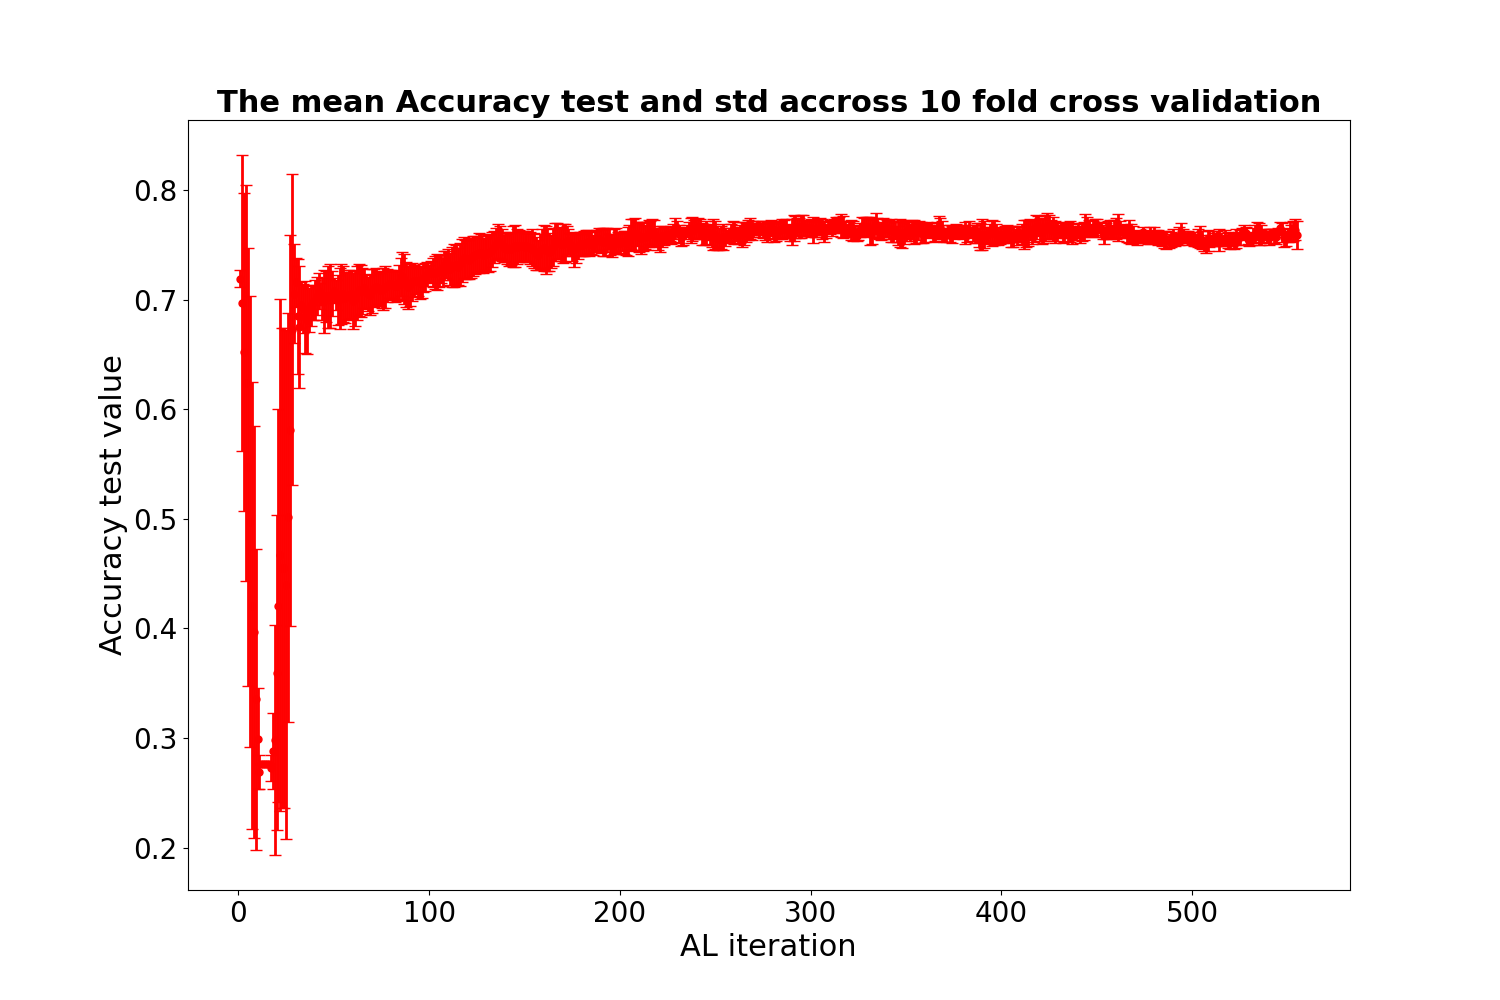 The mean Accuracy test and std accross 10 fold cross validation
0.8
0.7
0.6
0.5
0.4
0.3
0.2
Accuracy test value
0 100 200 300 400 500
AL iteration